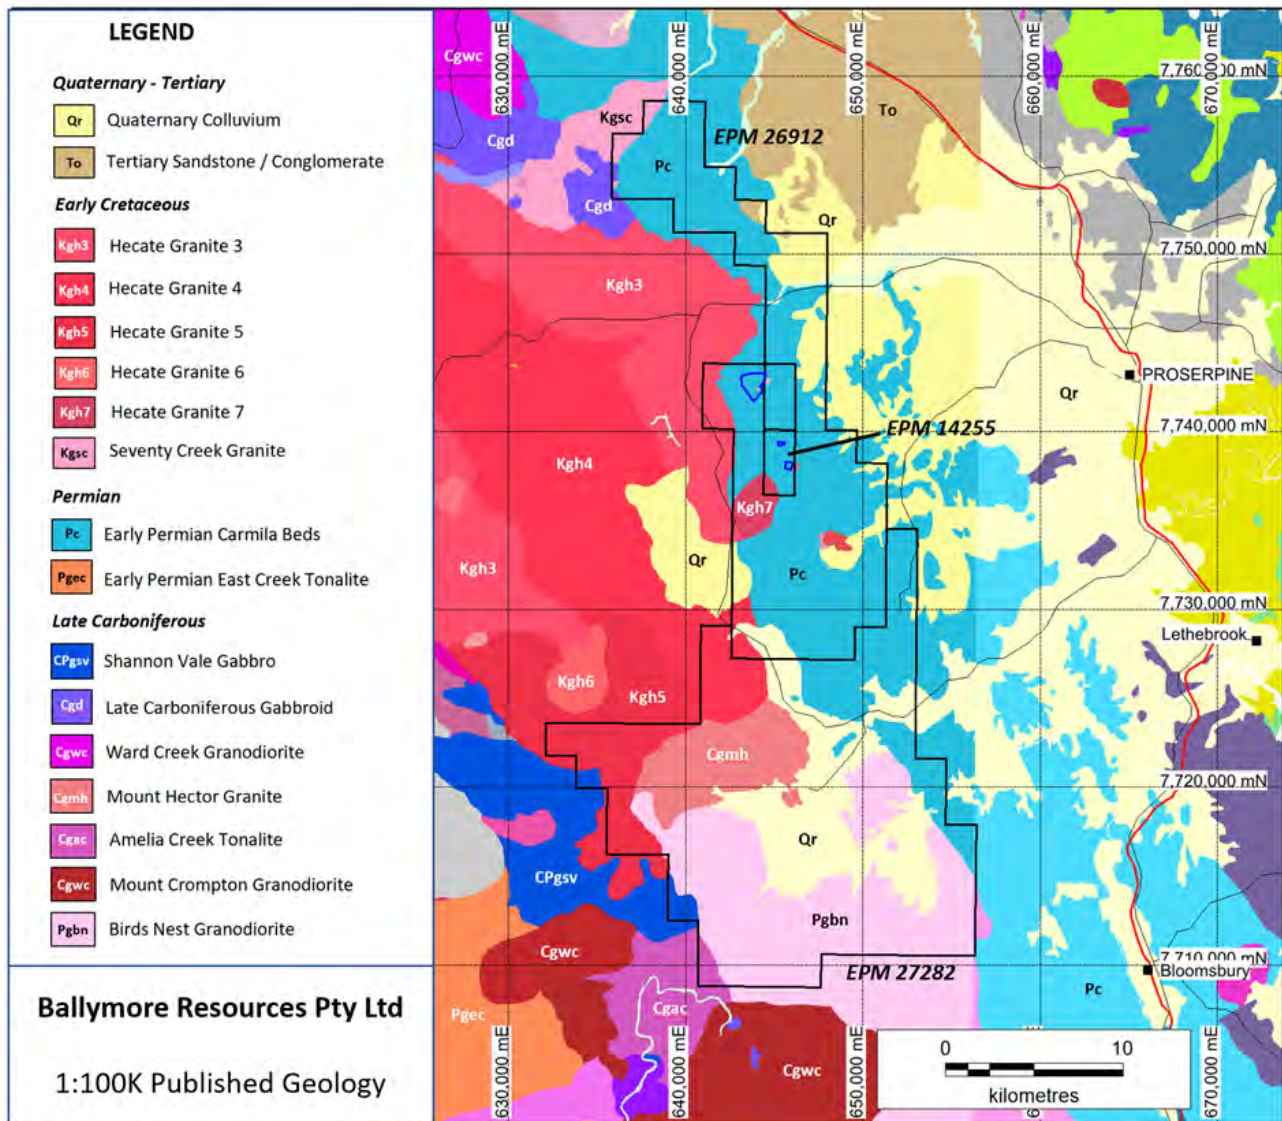 LEGEND
Quaternary - Tertiary
Qr Quaternary Colluvium
To Tertiary Sandstone / Conglomerate
Early Cretaceous
Kgh3 Hecate Granite 3
Kgh4 Hecate Granite 4
Kgh5 Hecate Granite 5
Kgh6 Hecate Granite 6
Kgh7 Hecate Granite 7
Kgsc Seventy Creek Granite
Permian
Pc Early Permian Carmila Beds
Pgec Early Permian East Creek Tonalite
Late Carboniferous
CPgsv Shannon Vale Gabbro
Cgd Late Carboniferous Gabbroid
Cgwc Ward Creek Granodiorite
Cgmh Mount Hector Granite
Cgac Amelia Creek Tonalite
Cgwc Mount Crompton Granodiorite
Pgbn Birds Nest Granodiorite
Ballymore Resources Pty Ltd
1:100K Published Geology
630,000 mE
640,000 mE
650,000 mE
660,000 mE
670,000 mE
Cgwc
7,760,000 mN
To
Kgsc
EPM 26912
Cgd
Pc
Cgd
Qr
7,750,000 mN
Kgh3
PROSERPINE
Qr
EPM 14255
7,740,000 mN
Kgh4
Kgh7
Qr
Kgh3
Pc
7,730,000 mN
Lethebrook
Kgh6
Kgh5
Cgmh
7,720,000 mN
Qr
CPgsv
Pgbn
Cgwc
7,710,000 mN
EPM 27282
Bloomsbury
Pc
Pgec
Cgac
Cgwc
0 10
kilometres
630,000 mE
640,000 mE
650,000 mE
670,000 mE